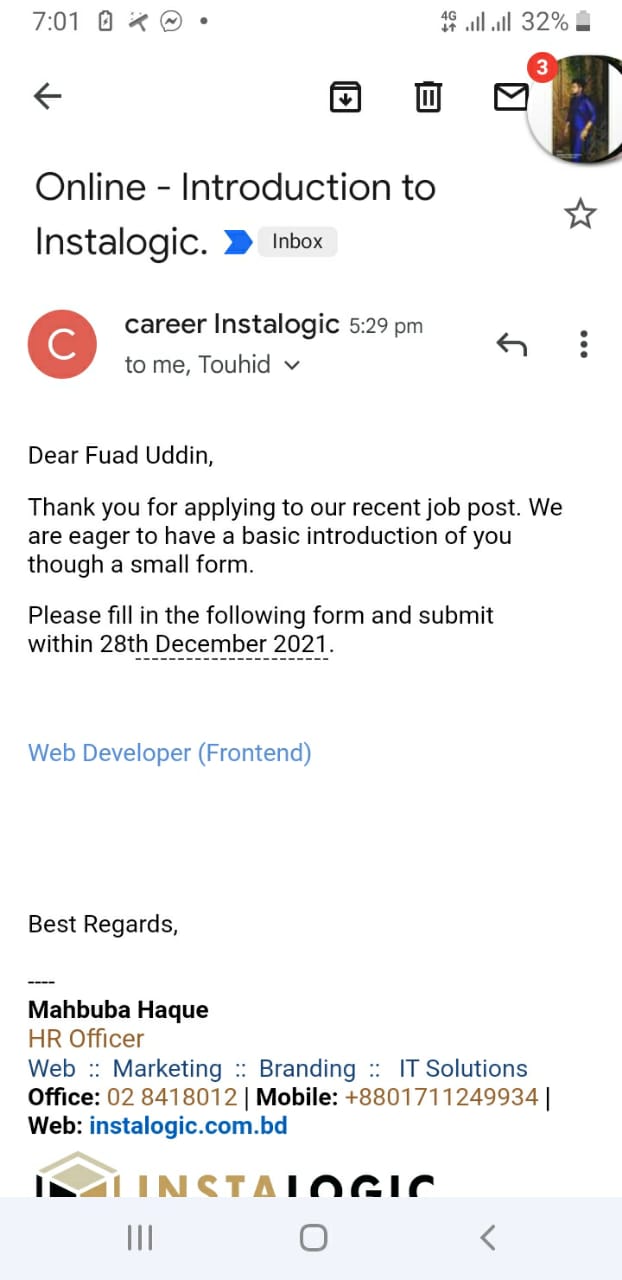 7:01
4G 32%
3
Online - Introduction to
Instalogic.
Inbox
C
career Instalogic 5:29 pm
to me, Touhid
Dear Fuad Uddin,
Thank you for applying to our recent job post. We
are eager to have a basic introduction of you
though a small form.
Please fill in the following form and submit
within 28th December 2021.
Web Developer (Frontend)
Best Regards,
----
Mahbuba Haque
HR Officer
Web :: Marketing :: Branding :: IT Solutions
Office: 02 8418012 | Mobile: +8801711249934 |
Web: instalogic.com.bd
INSTALOGIC